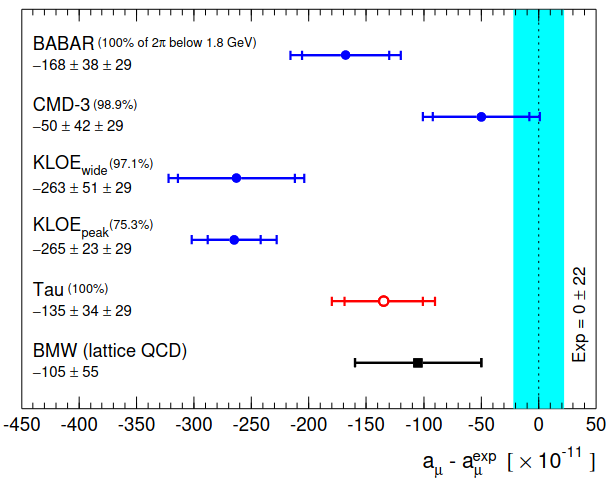 BABAR (100% of 2π below 1.8 GeV)
−168 ± 38 ± 29
CMD-3 (98.9%)
−50 ± 42 ± 29
KLOEwide (97.1%)
−263 ± 51 ± 29
KLOEpeak (75.3%)
−265 ± 23 ± 29
Tau (100%)
−135 ± 34 ± 29
BMW (lattice QCD)
−105 ± 55
Exp = 0 ± 22
-450 -400 -350 -300 -250 -200 -150 -100 -50 0 50
aμ - aμexp [ × 10-11 ]